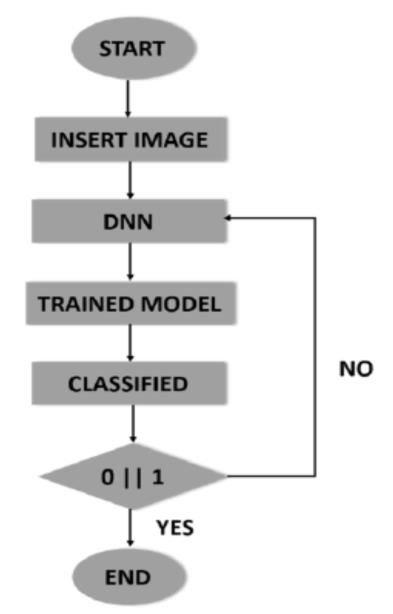 START
INSERT IMAGE
DNN
TRAINED MODEL
CLASSIFIED
NO
0 || 1
YES
END